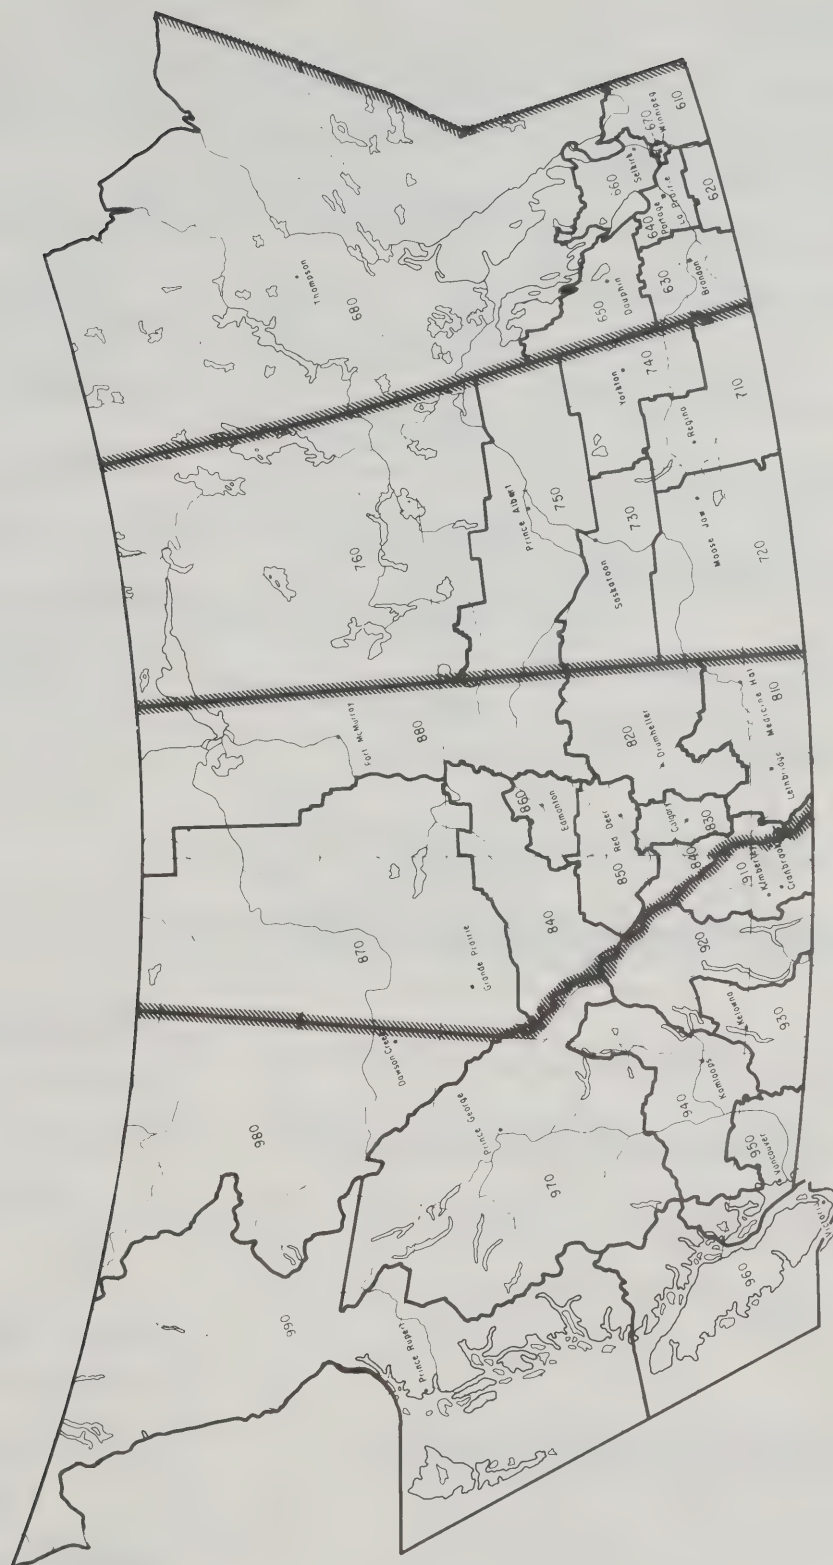 990
980
Prince Rupert
970
Prince George
Dawson Creek
960
Victoria
950
Vancouver
940
Kamloops
930
Kelowna
920
910
Kimberley
Cranbrook
870
Grande Prairie
840
840
850
Red Deer
860
Edmonton
830
Calgary
880
Fort McMurray
820
Drumheller
810
Lethbridge
Medicine Hat
760
750
Prince Albert
730
Saskatoon
720
Moose Jaw
740
Yorkton
Regina
710
680
Thompson
650
Dauphin
630
Brandon
640
Portage
La Prairie
660
Selkirk
670
Winnipeg
620
610